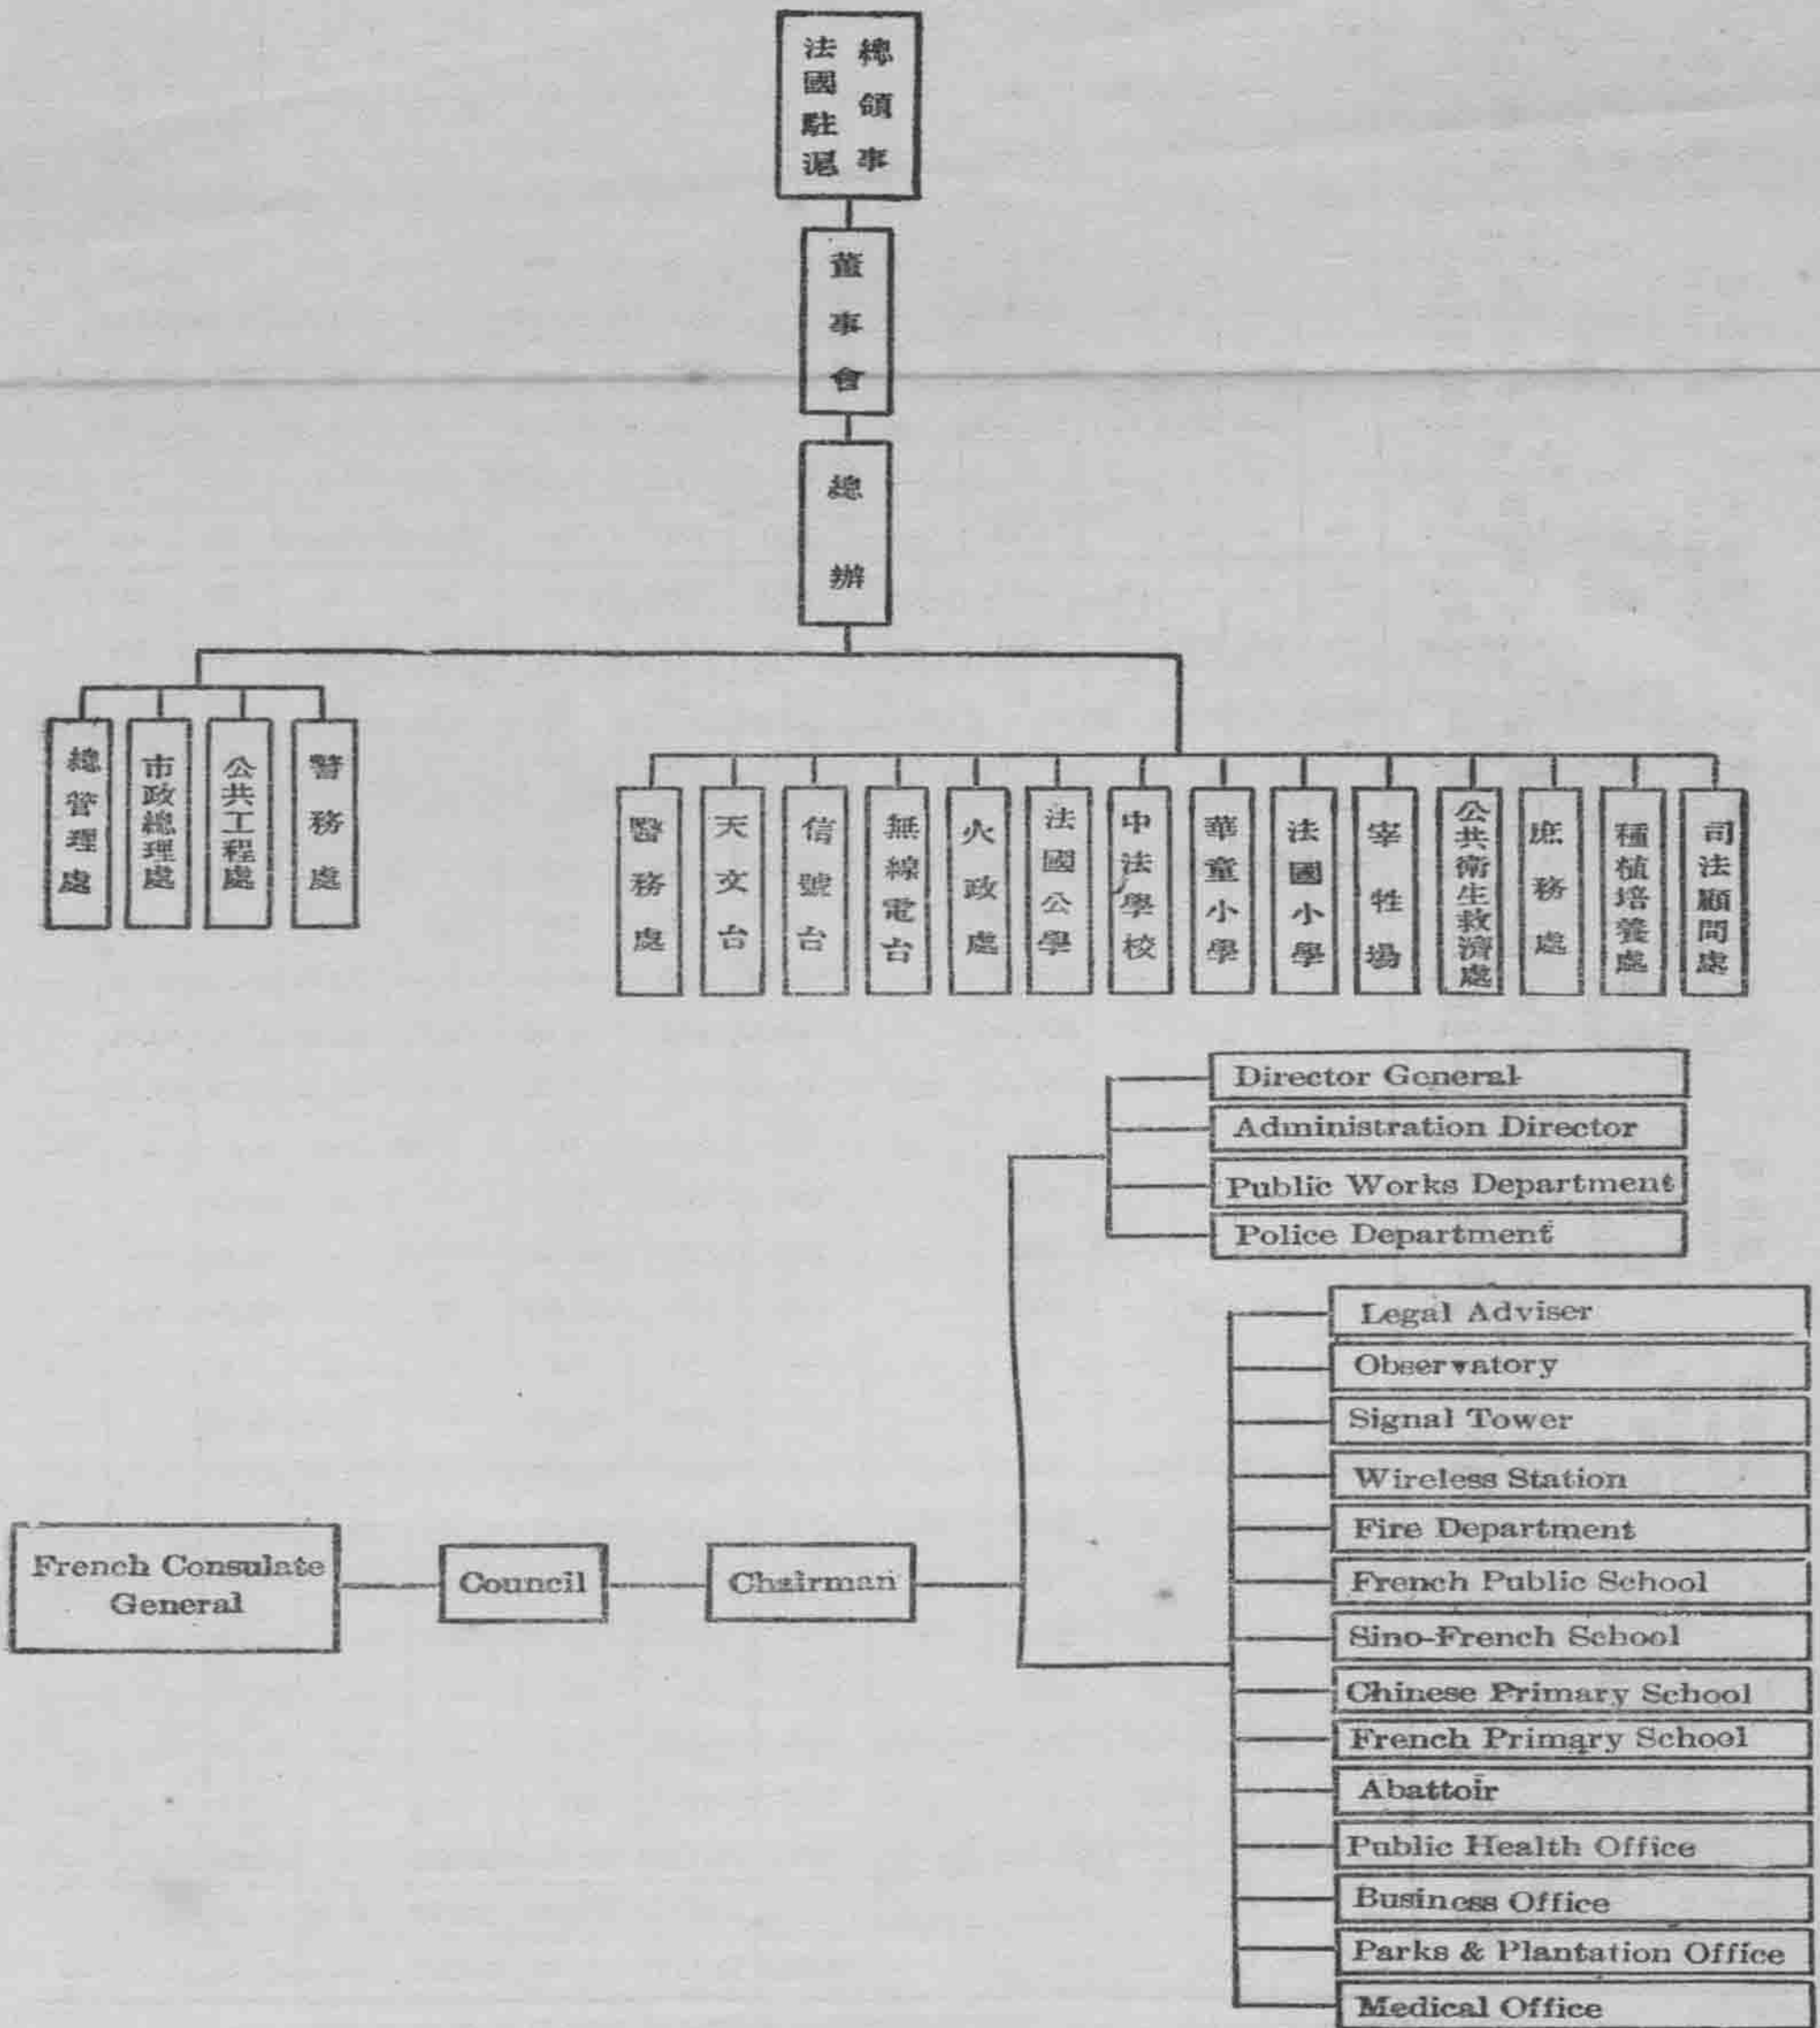 法國駐滬
總領事
董事會
總辦
總管理處
市政總理處
公共工程處
警務處
醫務處
天文台
信號台
無線電台
火政處
法國公學
中法學校
華童小學
法國小學
宰牲場
公共衛生救濟處
庶務處
種植培養處
司法顧問處
Director General
Administration Director
Public Works Department
Police Department
Legal Adviser
Observatory
Signal Tower
Wireless Station
Fire Department
French Public School
Sino-French School
Chinese Primary School
French Primary School
Abattoir
Public Health Office
Business Office
Parks & Plantation Office
Medical Office
French Consulate
General
Council
Chairman